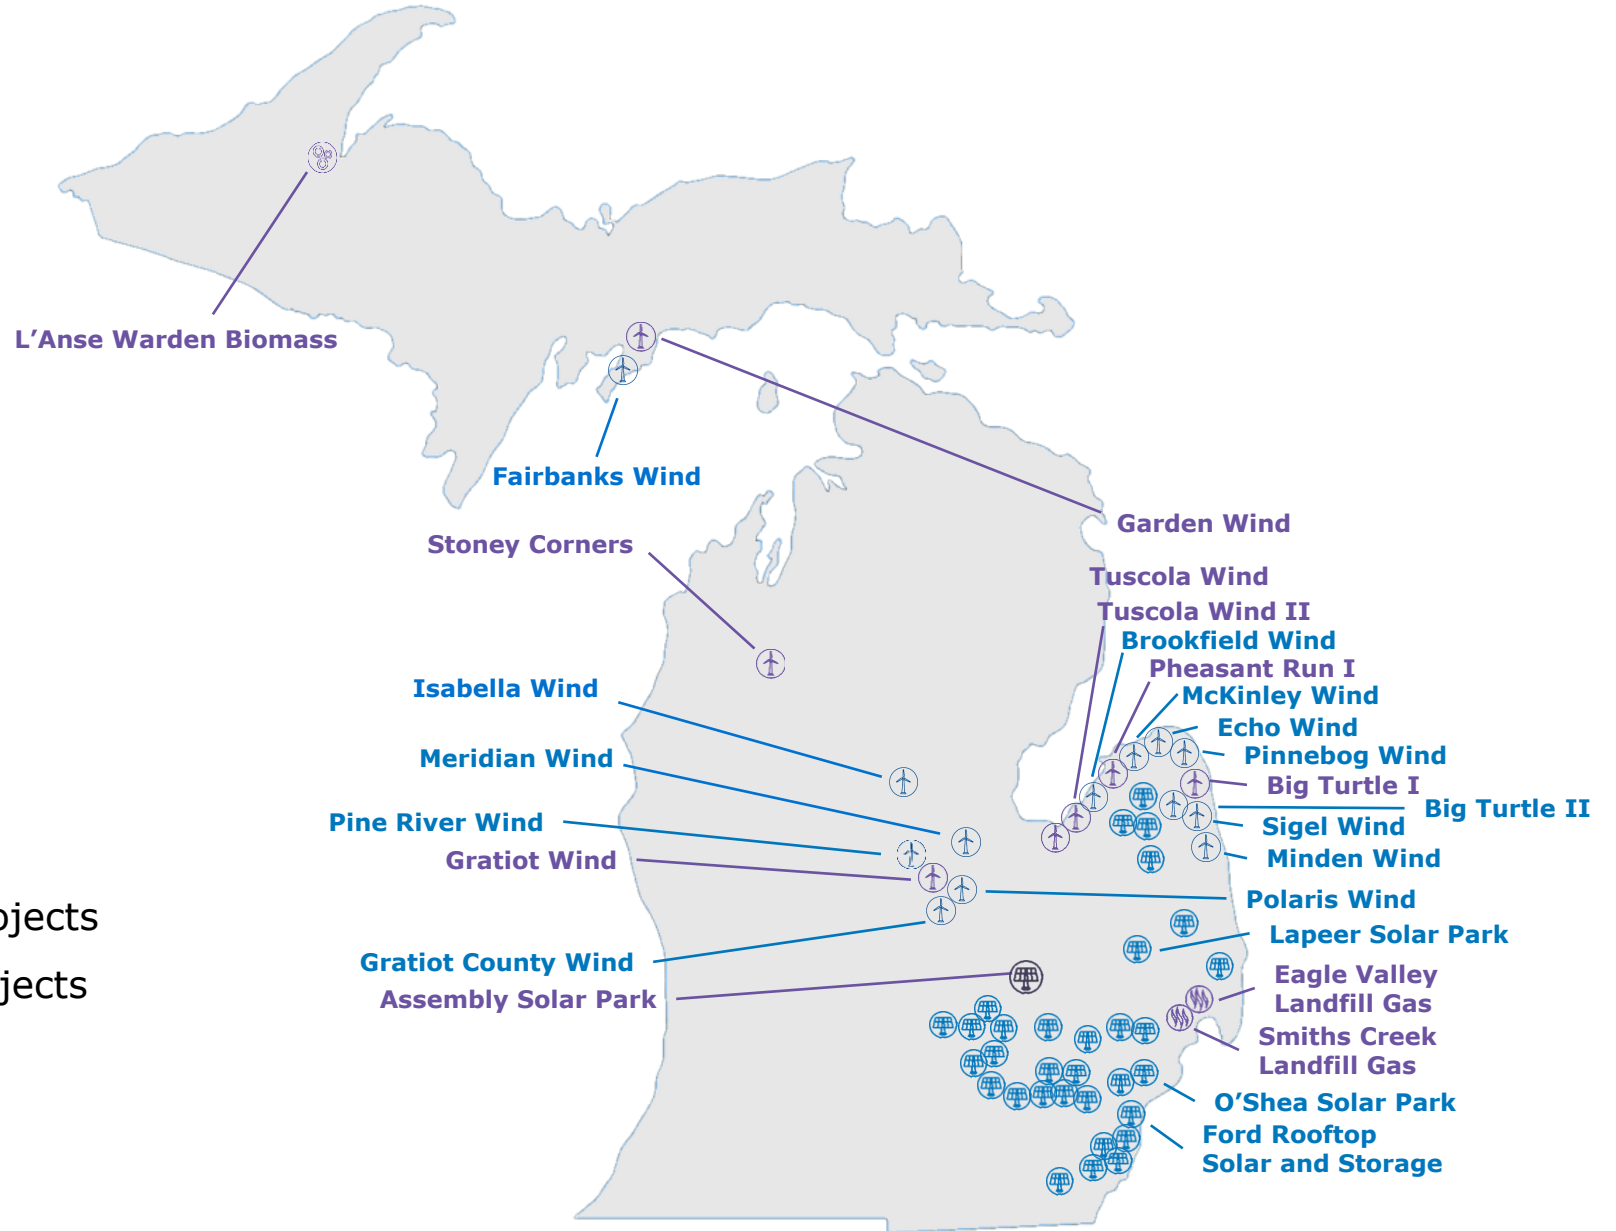 L’Anse Warden Biomass
Fairbanks Wind
Garden Wind
Stoney Corners
Tuscola Wind
Tuscola Wind II
Brookfield Wind
Pheasant Run I
Isabella Wind
McKinley Wind
Echo Wind
Meridian Wind
Pinnebog Wind
Big Turtle I
Big Turtle II
Pine River Wind
Sigel Wind
Gratiot Wind
Minden Wind
Polaris Wind
ojects
Lapeer Solar Park
Gratiot County Wind
Eagle Valley
Landfill Gas
jects
Assembly Solar Park
Smiths Creek
Landfill Gas
O’Shea Solar Park
Ford Rooftop
Solar and Storage